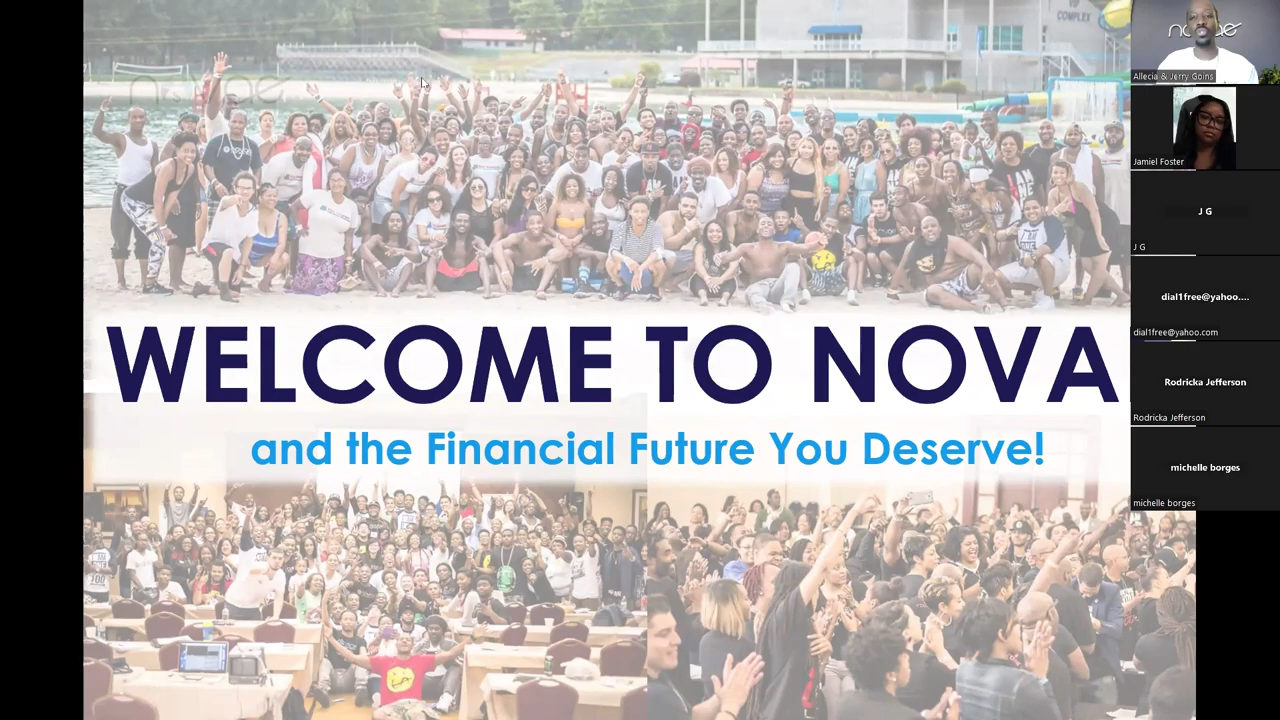 COMPLEX
WELCOME TO NOVA
and the Financial Future You Deserve!
Allecia & Jerry Goins
Jamiel Foster
J G
J G
dial1free@yahoo....
dial1free@yahoo.com
Rodricka Jefferson
Rodricka Jefferson
michelle borges
michelle borges